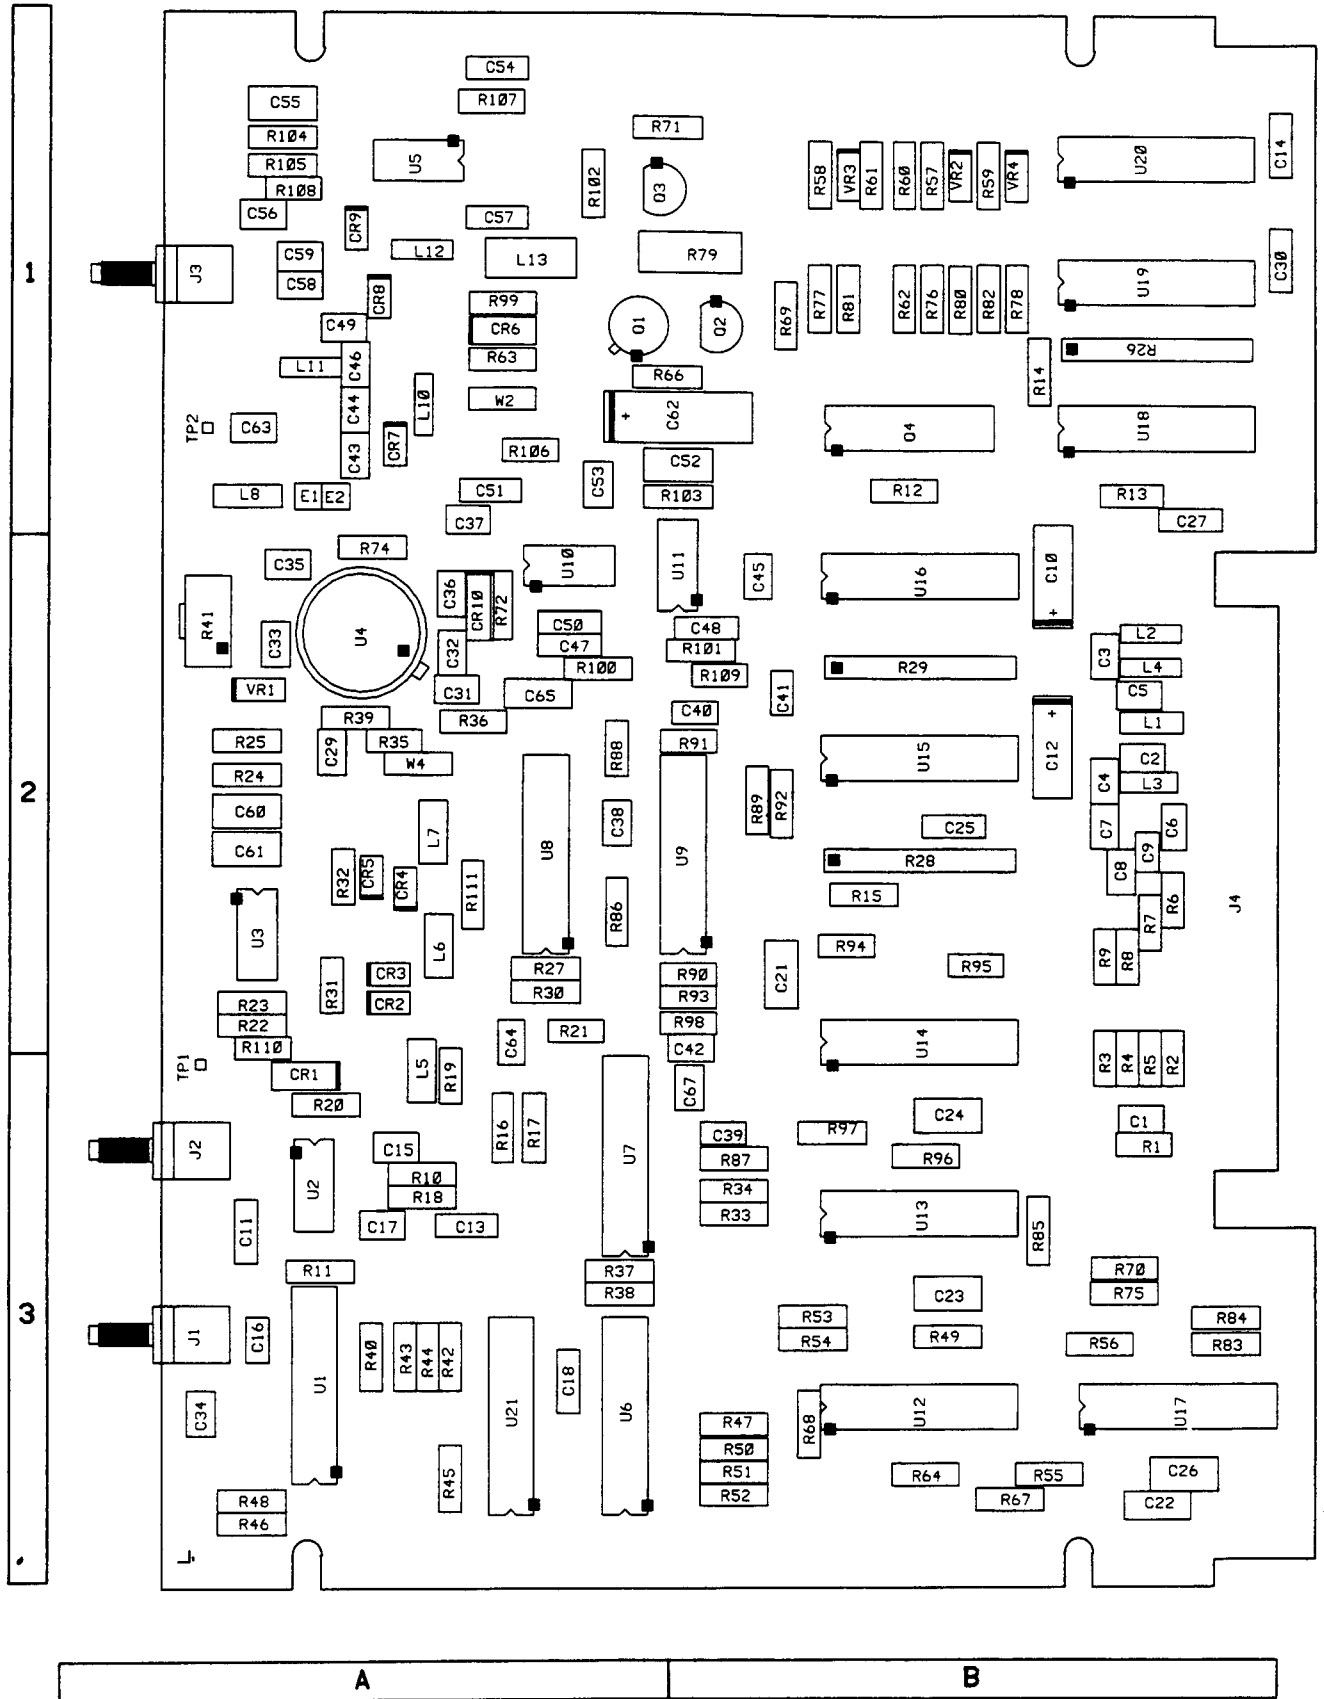 C54
C55
R107
R104
R71
R105
U5
R108
R102
Q3
R58
VR3
R61
R60
R57
VR2
R59
VR4
U20
C14
C56
CR9
C57
L12
L13
R79
C59
C58
J3
1
CR8
R99
CR6
R63
C49
Q1
Q2
R69
R77
R81
R62
R76
R80
R82
R78
U19
C30
L11
C46
R66
R14
R26
W2
L10
C44
TP2
C63
CR7
C43
+
C62
Q4
U18
R106
C52
L8
E1
E2
C51
C53
R103
R12
R13
C37
C27
R74
C35
U10
U11
C45
U16
C10
+
R41
C33
U4
C36
CR10
R72
C50
C47
C48
R101
R100
R109
R29
C3
L2
L4
C5
VR1
C32
C31
C65
C41
C40
R39
R36
L1
R25
C29
R35
W4
R88
R91
U15
+
C12
C2
L3
C4
R24
2
C60
C61
L7
U8
C38
U9
R89
R92
C25
C7
C6
C9
C8
R32
CR5
CR4
R111
R28
R15
R6
R7
J4
U3
L6
R86
R94
R9
R8
R31
CR3
CR2
R27
R30
R90
R93
C21
R95
R23
R22
R110
C64
R21
R98
C42
U14
R3
R4
R5
R2
TP1
CR1
L5
R19
C67
R20
R16
R17
C24
C1
R1
J2
U2
C15
R10
R18
U7
C39
R87
R97
R96
R34
R33
U13
C11
C17
C13
R85
R11
R37
R38
R70
R75
3
C23
J1
C16
U1
R40
R43
R44
R42
R53
R54
R49
R56
R84
R83
C34
U21
C18
U6
R68
U12
U17
R47
R50
R51
R52
R45
R64
R55
C26
R67
C22
R48
R46
A
B